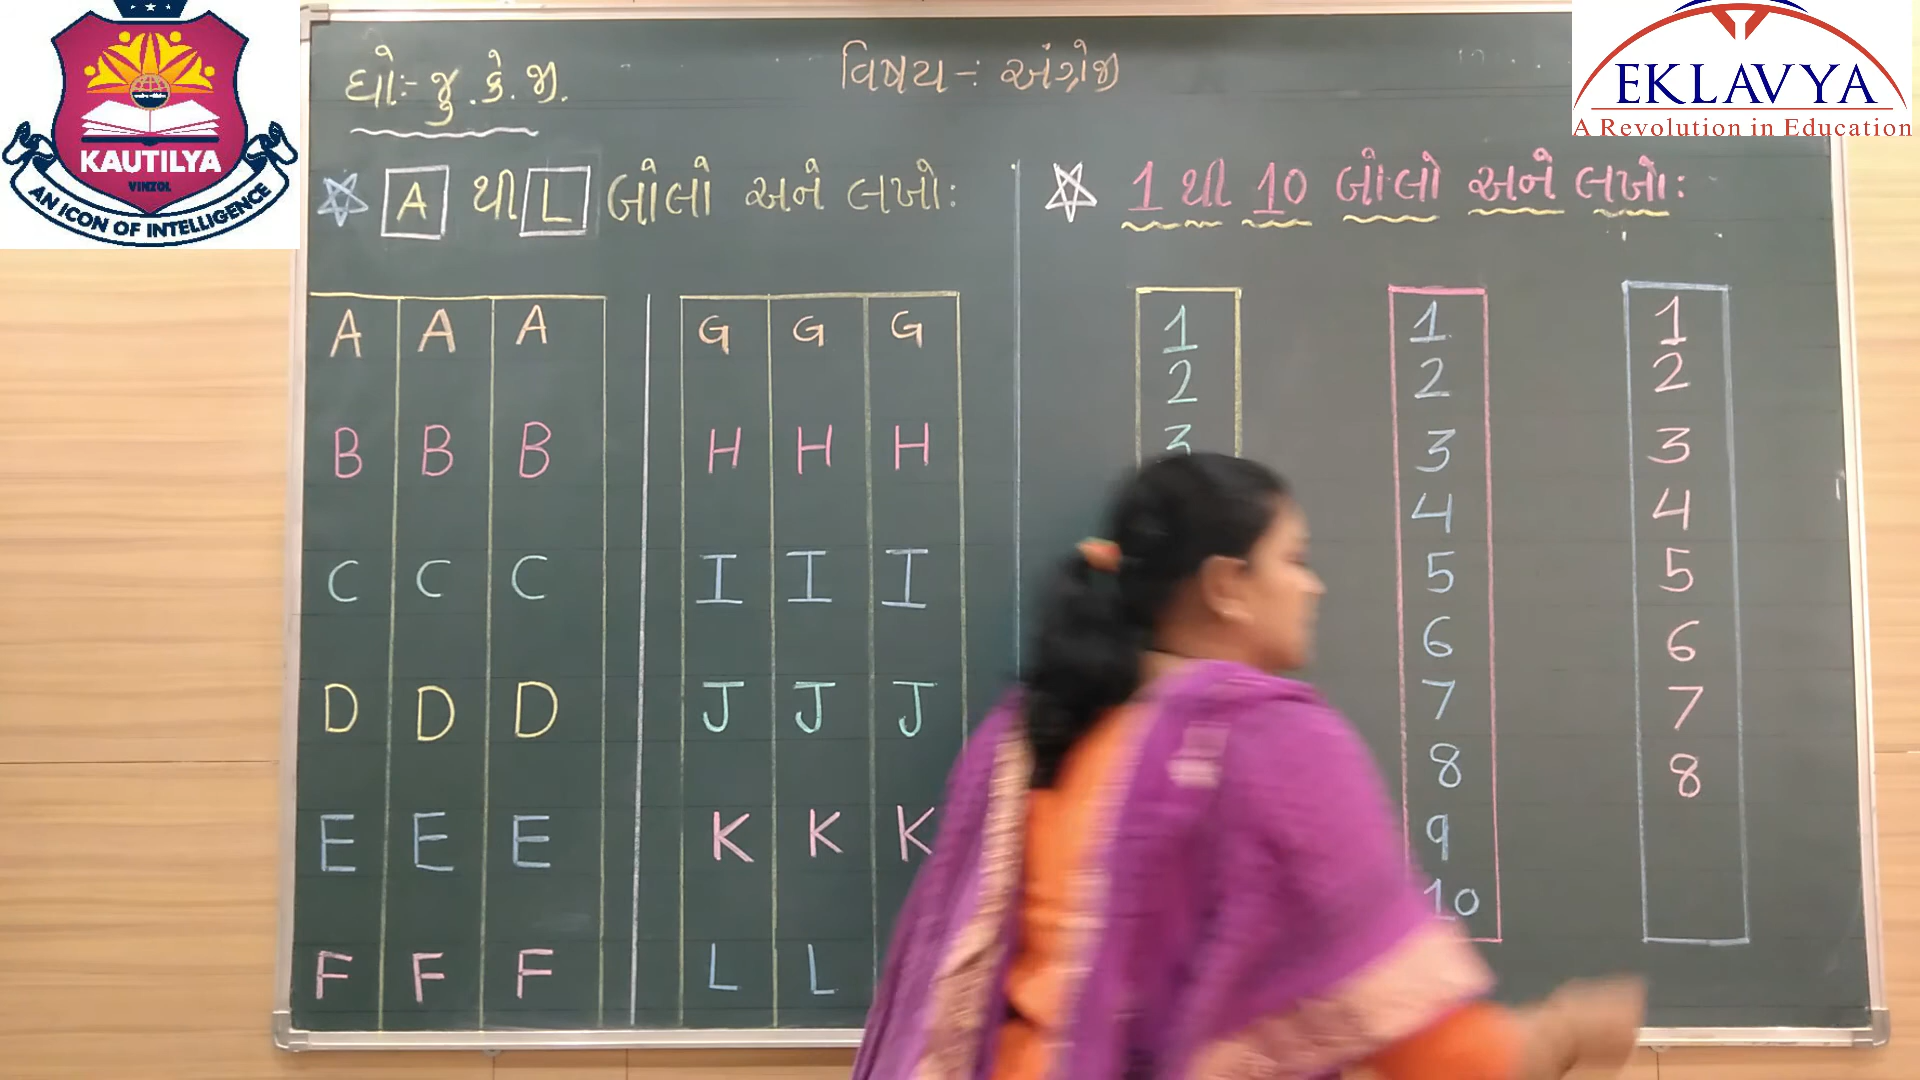 KAUTILYA
VINZOL
AN ICON OF INTELLIGENCE
EKLAVYA
A Revolution in Education
ધોઃ- જુ.કે.જી.
વિષય -: અંગ્રેજી
A થી L બોલો અને લખો:
1 થી 10 બોલો અને લખો:
A A A
B B B
C C C
D D D
E E E
F F F
G G G
H H H
I I I
J J J
K K K
L L
1
2
3
1
2
3
4
5
6
7
8
9
10
1
2
3
4
5
6
7
8